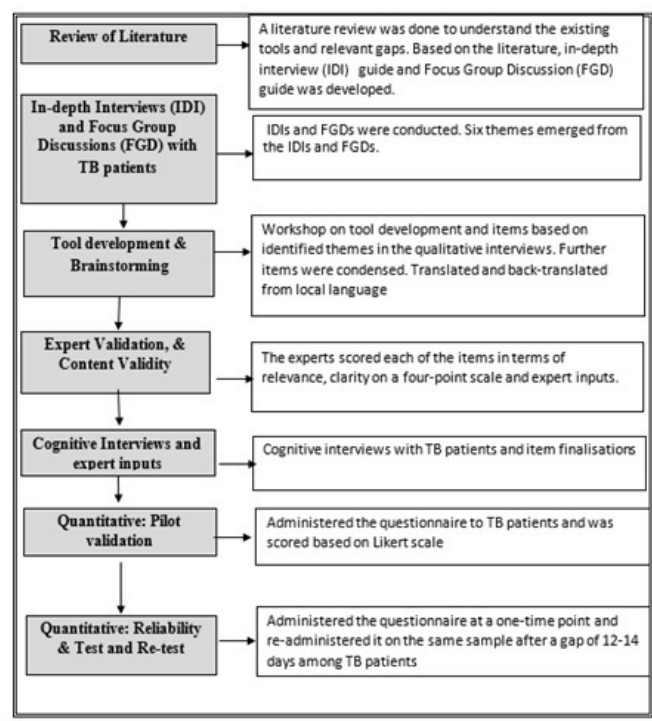 Review of Literature
A literature review was done to understand the existing
tools and relevant gaps. Based on the literature, in-depth
interview (IDI) guide and Focus Group Discussion (FGD)
guide was developed.
In-depth Interviews (IDI)
and Focus Group
Discussions (FGD) with
TB patients
IDIs and FGDs were conducted. Six themes emerged from
the IDIs and FGDs.
Tool development &
Brainstorming
Workshop on tool development and items based on
identified themes in the qualitative interviews. Further
items were condensed. Translated and back-translated
from local language
Expert Validation, &
Content Validity
The experts scored each of the items in terms of
relevance, clarity on a four-point scale and expert inputs.
Cognitive Interviews and
expert inputs
Cognitive interviews with TB patients and item finalisations
Quantitative: Pilot
validation
Administered the questionnaire to TB patients and was
scored based on Likert scale
Quantitative: Reliability
& Test and Re-test
Administered the questionnaire at a one-time point and
re-administered it on the same sample after a gap of 12-14
days among TB patients